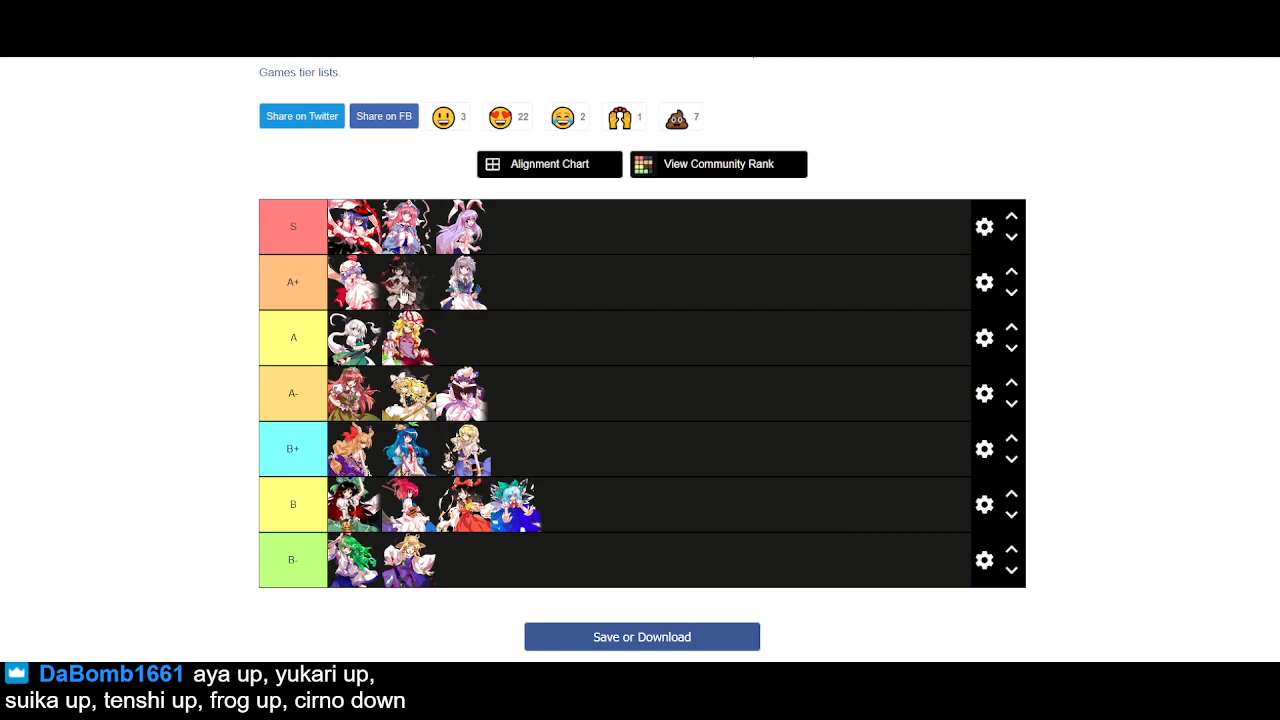 Games tier lists.
Share on Twitter Share on FB 3 22 2 1 7
Alignment Chart View Community Rank
S
A+
A
A-
B+
B
B-
Save or Download
DaBomb1661 aya up, yukari up,
suika up, tenshi up, frog up, cirno down